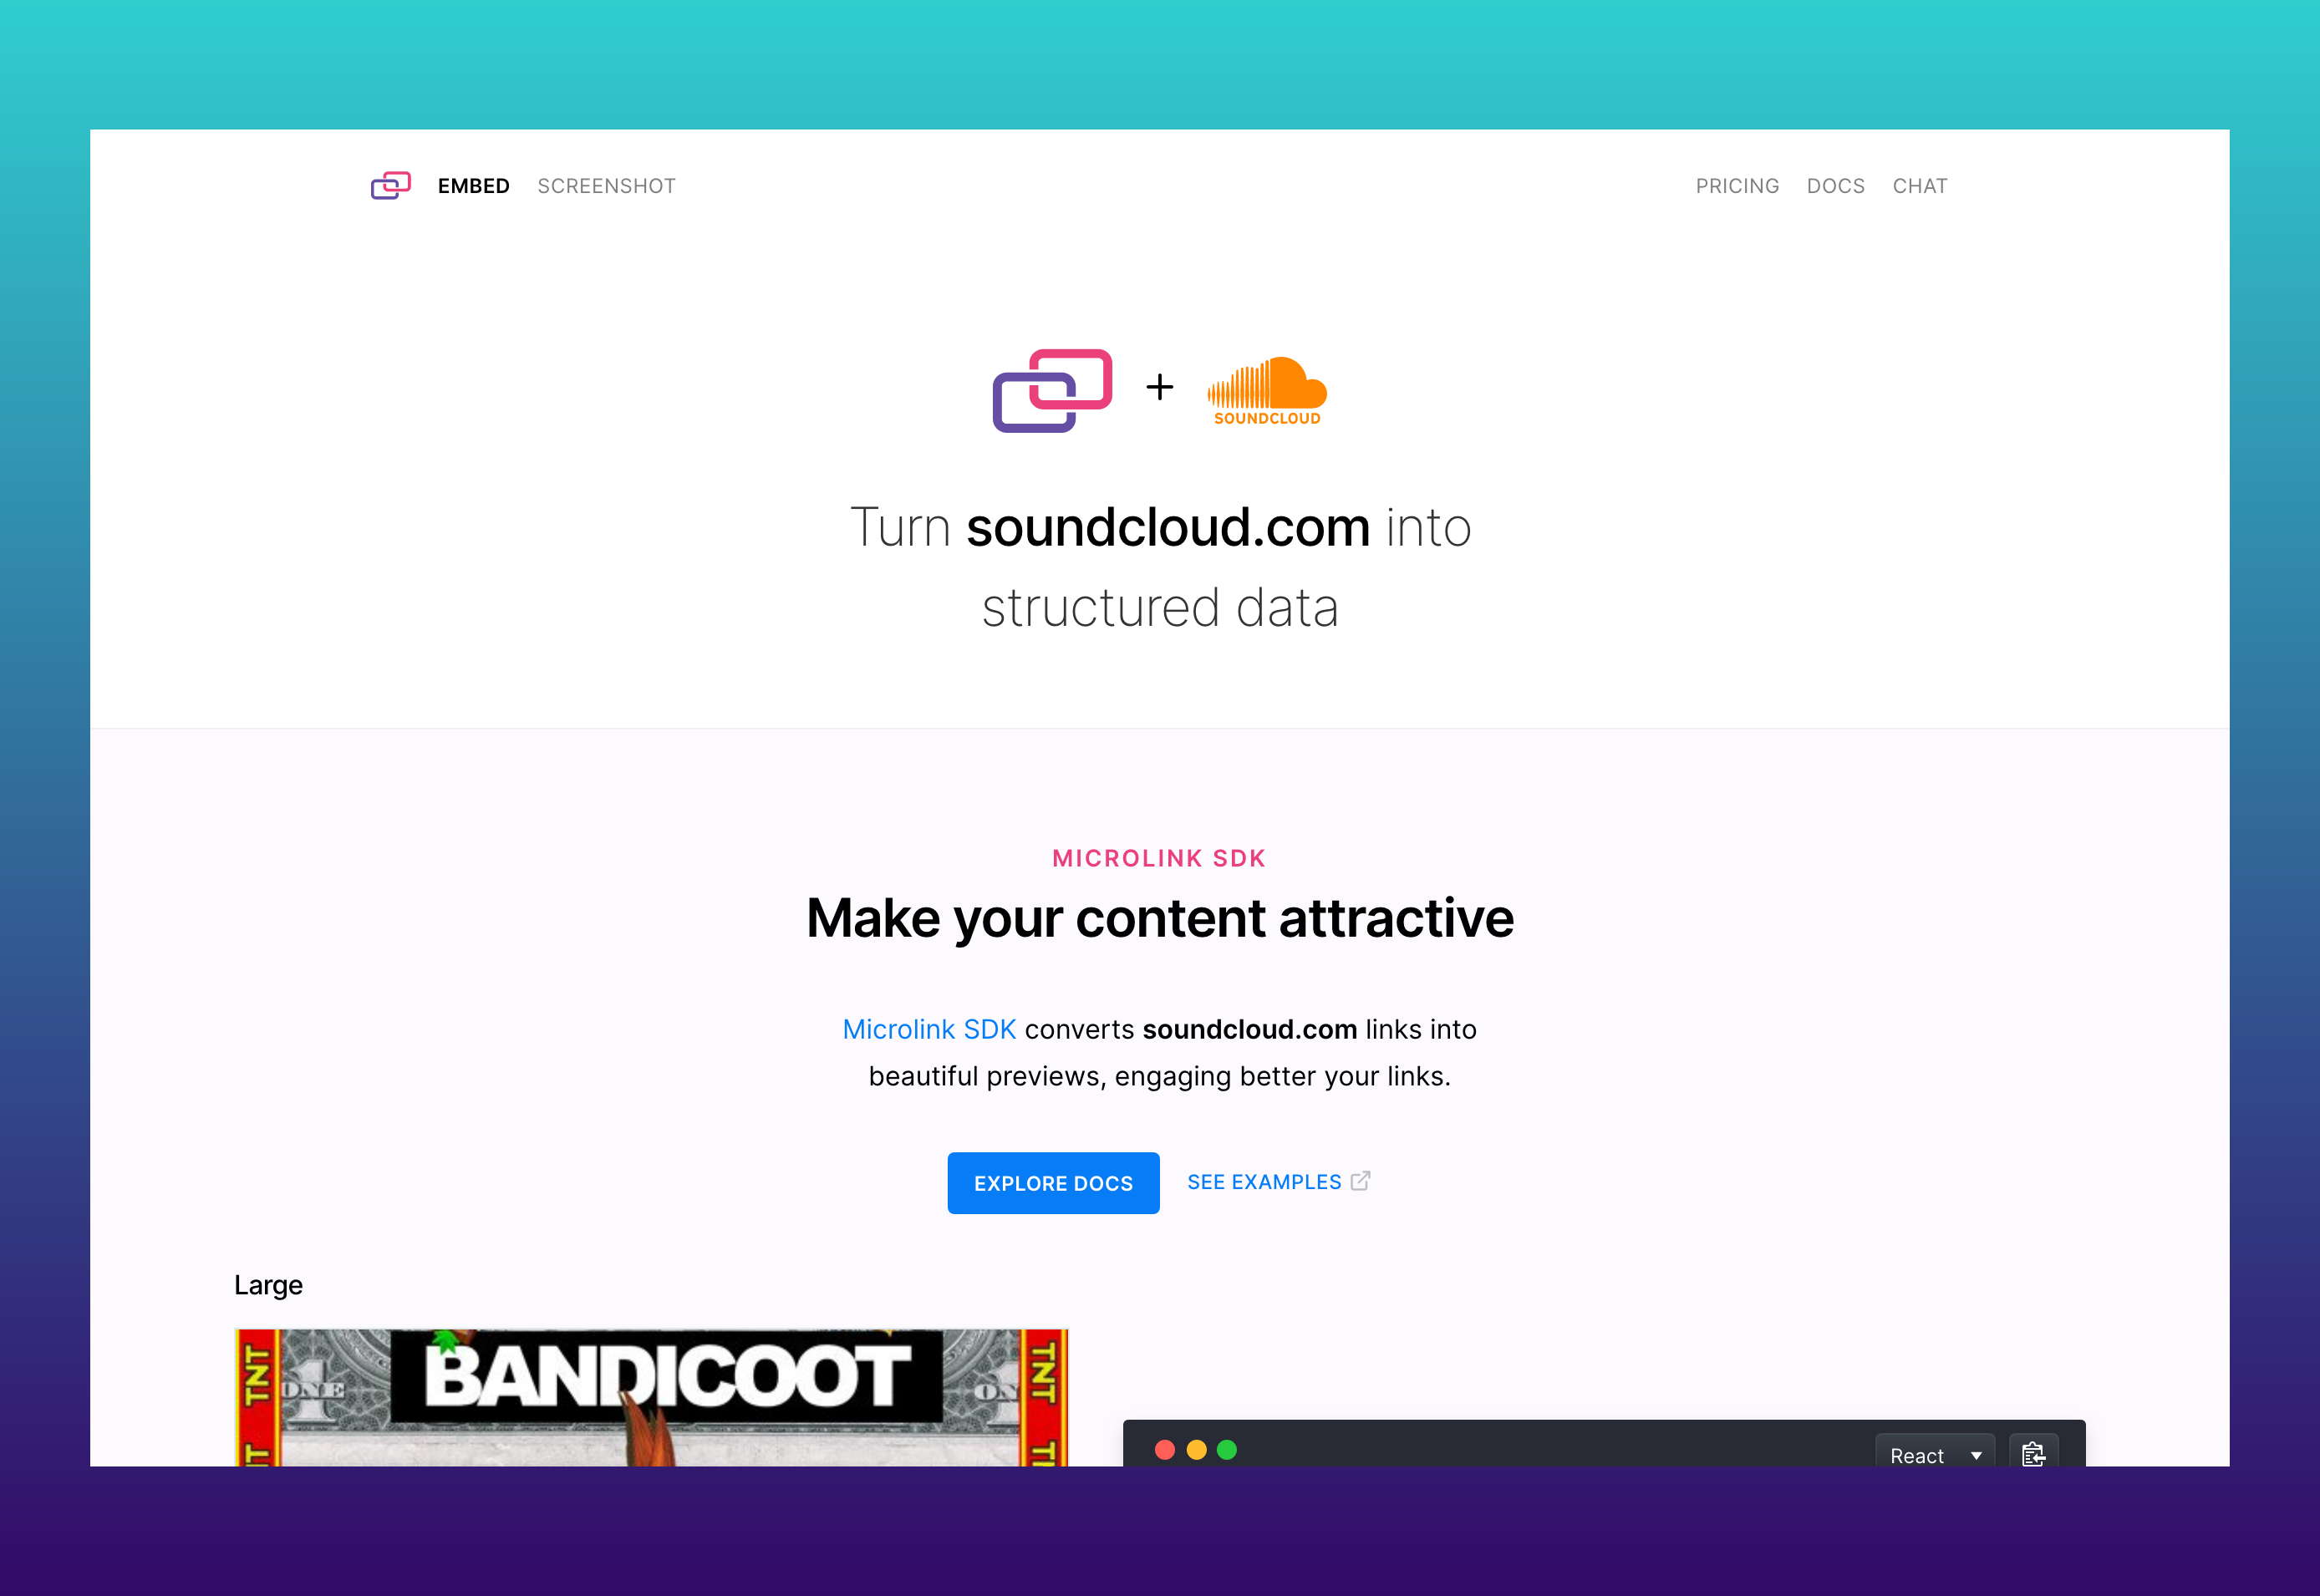 EMBED SCREENSHOT PRICING DOCS CHAT
+
SOUNDCLOUD
Turn soundcloud.com into
structured data
MICROLINK SDK
Make your content attractive
Microlink SDK converts soundcloud.com links into
beautiful previews, engaging better your links.
EXPLORE DOCS SEE EXAMPLES
Large
BANDICOOT
TNT TNT
1 ONE
React